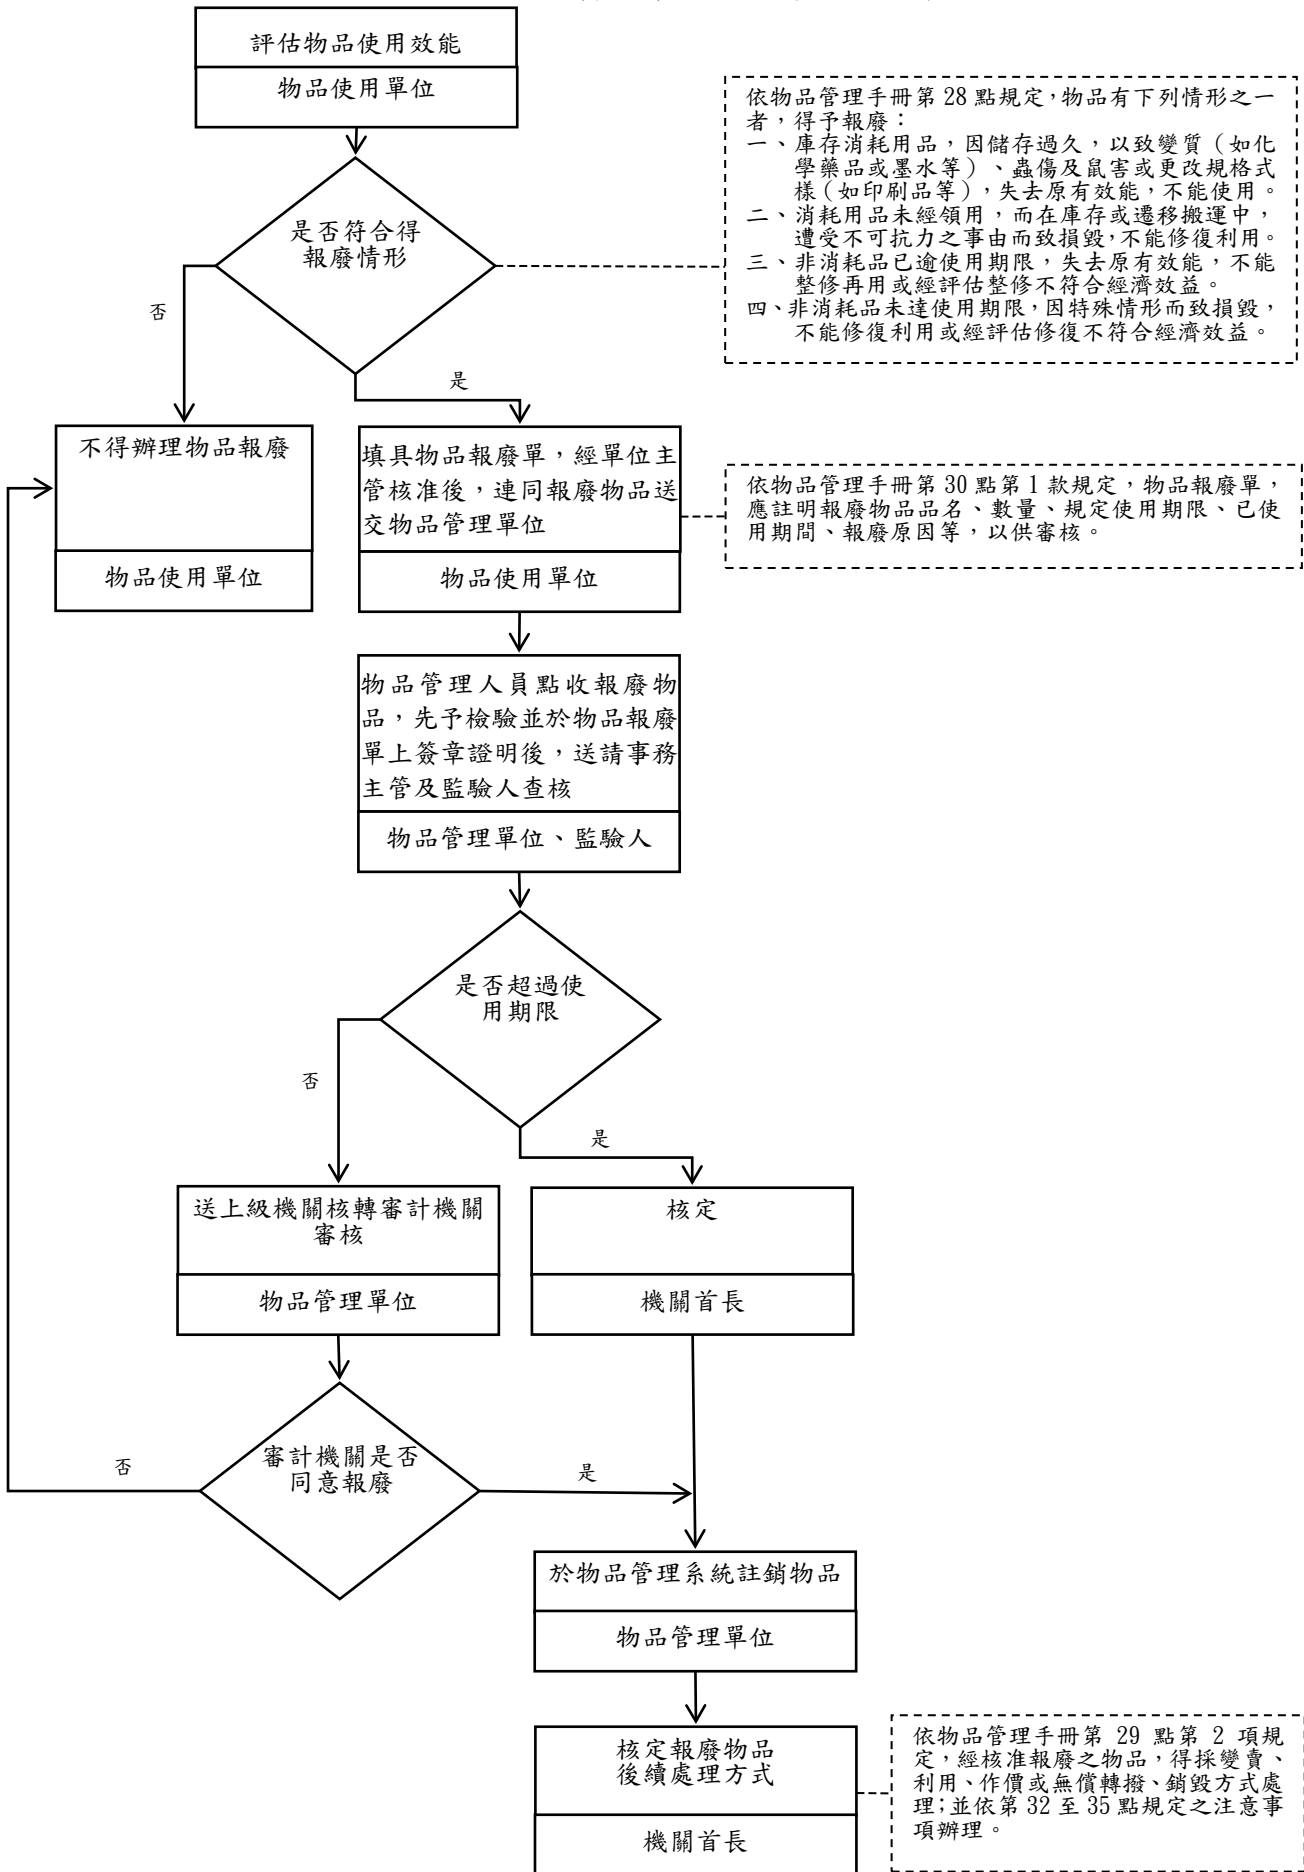 評估物品使用效能
物品使用單位
依物品管理手冊第 28 點規定，物品有下列情形之一
者，得予報廢：
一、庫存消耗用品，因儲存過久，以致變質（如化
學藥品或墨水等）、蟲傷及鼠害或更改規格式
樣（如印刷品等），失去原有效能，不能使用。
二、消耗用品未經領用，而在庫存或遷移搬運中，
遭受不可抗力之事由而致損毀，不能修復利用。
三、非消耗品已逾使用期限，失去原有效能，不能
整修再用或經評估整修不符合經濟效益。
四、非消耗品未達使用期限，因特殊情形而致損毀，
不能修復利用或經評估修復不符合經濟效益。
是否符合得
報廢情形
否
是
不得辦理物品報廢
物品使用單位
填具物品報廢單，經單位主
管核准後，連同報廢物品送
交物品管理單位
物品使用單位
依物品管理手冊第 30 點第 1 款規定，物品報廢單，
應註明報廢物品品名、數量、規定使用期限、已使
用期間、報廢原因等，以供審核。
物品管理人員點收報廢物
品，先予檢驗並於物品報廢
單上簽章證明後，送請事務
主管及監驗人查核
物品管理單位、監驗人
是否超過使
用期限
否
是
送上級機關核轉審計機關
審核
物品管理單位
核定
機關首長
審計機關是否
同意報廢
否
是
於物品管理系統註銷物品
物品管理單位
核定報廢物品
後續處理方式
機關首長
依物品管理手冊第 29 點第 2 項規
定，經核准報廢之物品，得採變賣、
利用、作價或無償轉撥、銷毀方式處
理；並依第 32 至 35 點規定之注意事
項辦理。